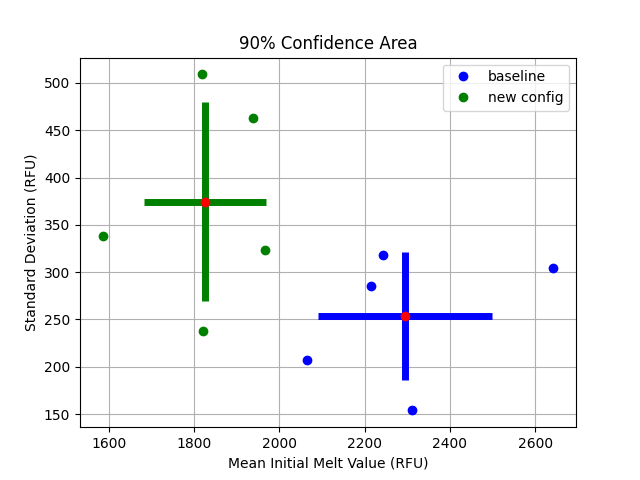 90% Confidence Area
baseline
new config
500
450
400
350
300
250
200
150
Standard Deviation (RFU)
1600 1800 2000 2200 2400 2600
Mean Initial Melt Value (RFU)